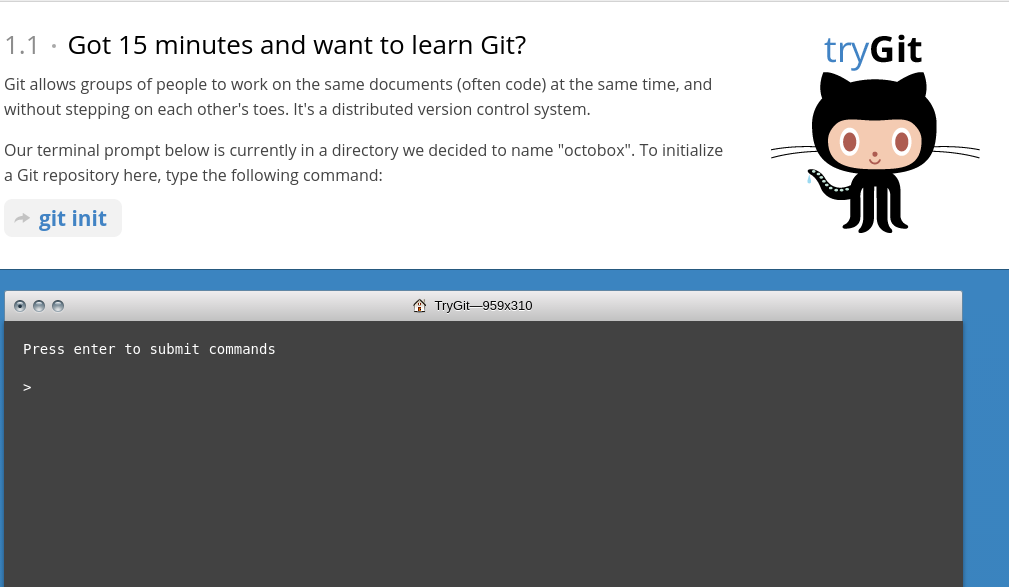 1.1 · Got 15 minutes and want to learn Git?
tryGit
Git allows groups of people to work on the same documents (often code) at the same time, and
without stepping on each other's toes. It's a distributed version control system.
Our terminal prompt below is currently in a directory we decided to name "octobox". To initialize
a Git repository here, type the following command:
git init
TryGit—959x310
Press enter to submit commands
>